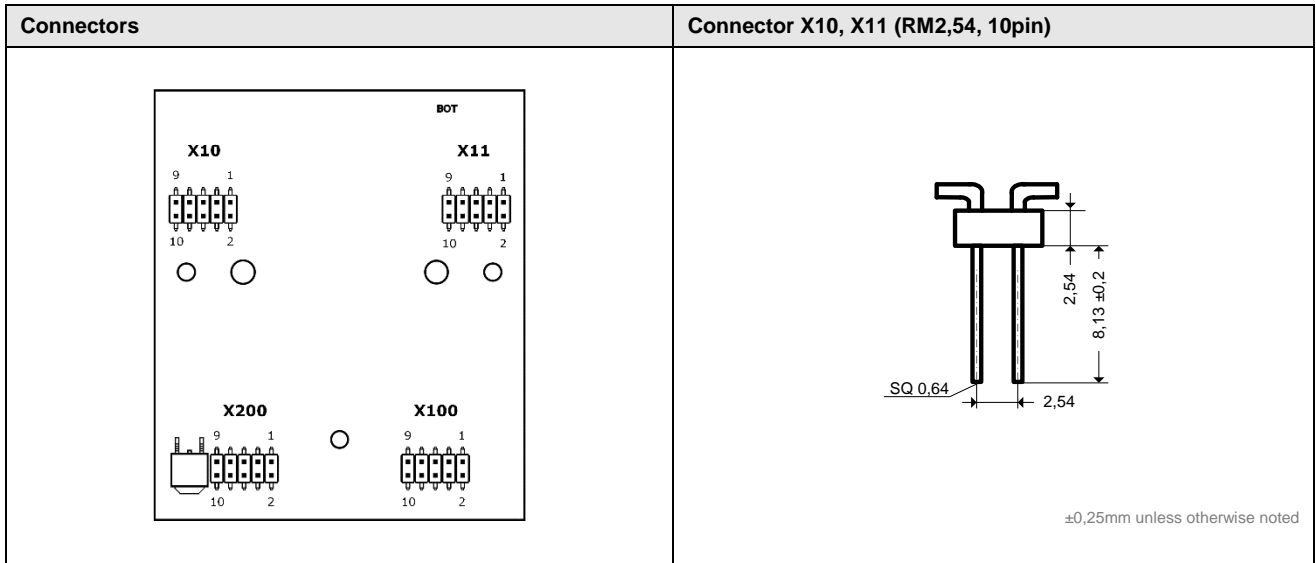 Connectors
Connector X10, X11 (RM2,54, 10pin)
BOT
X10 X11
9 1 9 1
10 2 10 2
2,54
8,13 ±0,2
SQ 0,64
2,54
X200 X100
9 1 9 1
10 2 10 2
±0,25mm unless otherwise noted